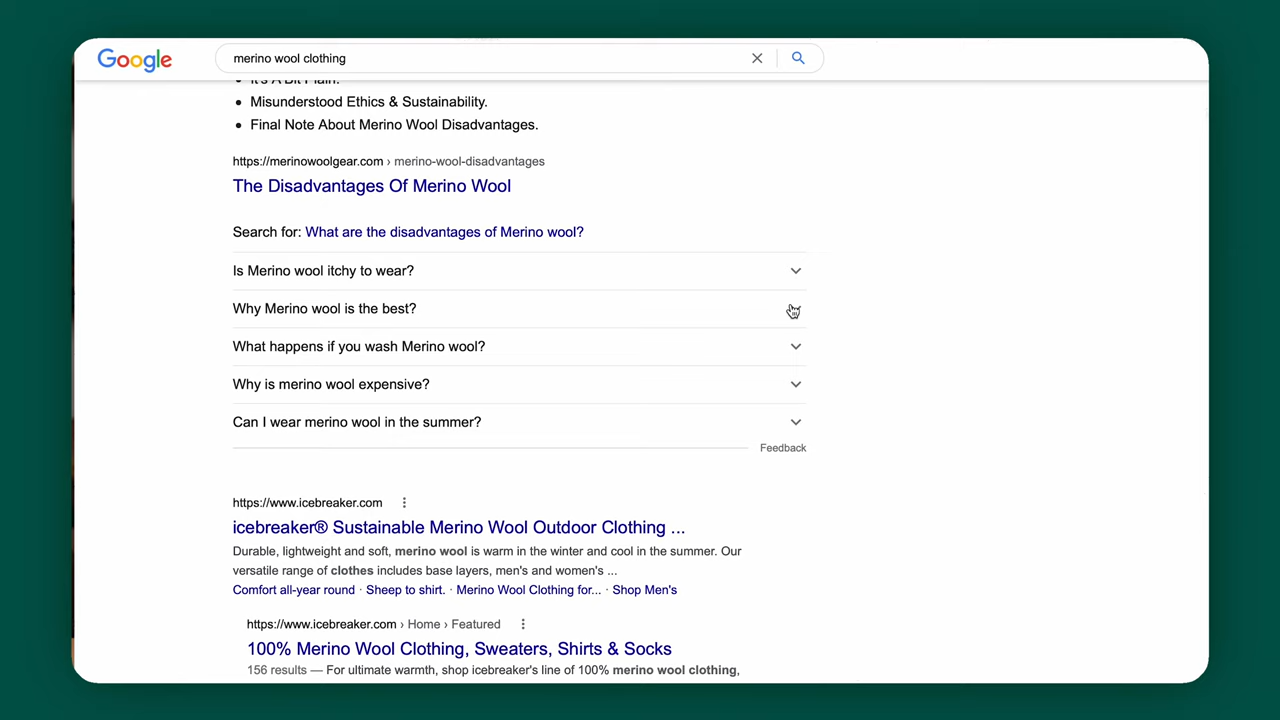 Google
merino wool clothing
It's A Bit Plain.
Misunderstood Ethics & Sustainability.
Final Note About Merino Wool Disadvantages.
https://merinowoolgear.com › merino-wool-disadvantages
The Disadvantages Of Merino Wool
Search for: What are the disadvantages of Merino wool?
Is Merino wool itchy to wear?
Why Merino wool is the best?
What happens if you wash Merino wool?
Why is merino wool expensive?
Can I wear merino wool in the summer?
Feedback
https://www.icebreaker.com
icebreaker® Sustainable Merino Wool Outdoor Clothing ...
Durable, lightweight and soft, merino wool is warm in the winter and cool in the summer. Our
versatile range of clothes includes base layers, men's and women's ...
Comfort all-year round · Sheep to shirt. · Merino Wool Clothing for... · Shop Men's
https://www.icebreaker.com › Home › Featured
100% Merino Wool Clothing, Sweaters, Shirts & Socks
156 results — For ultimate warmth, shop icebreaker's line of 100% merino wool clothing,